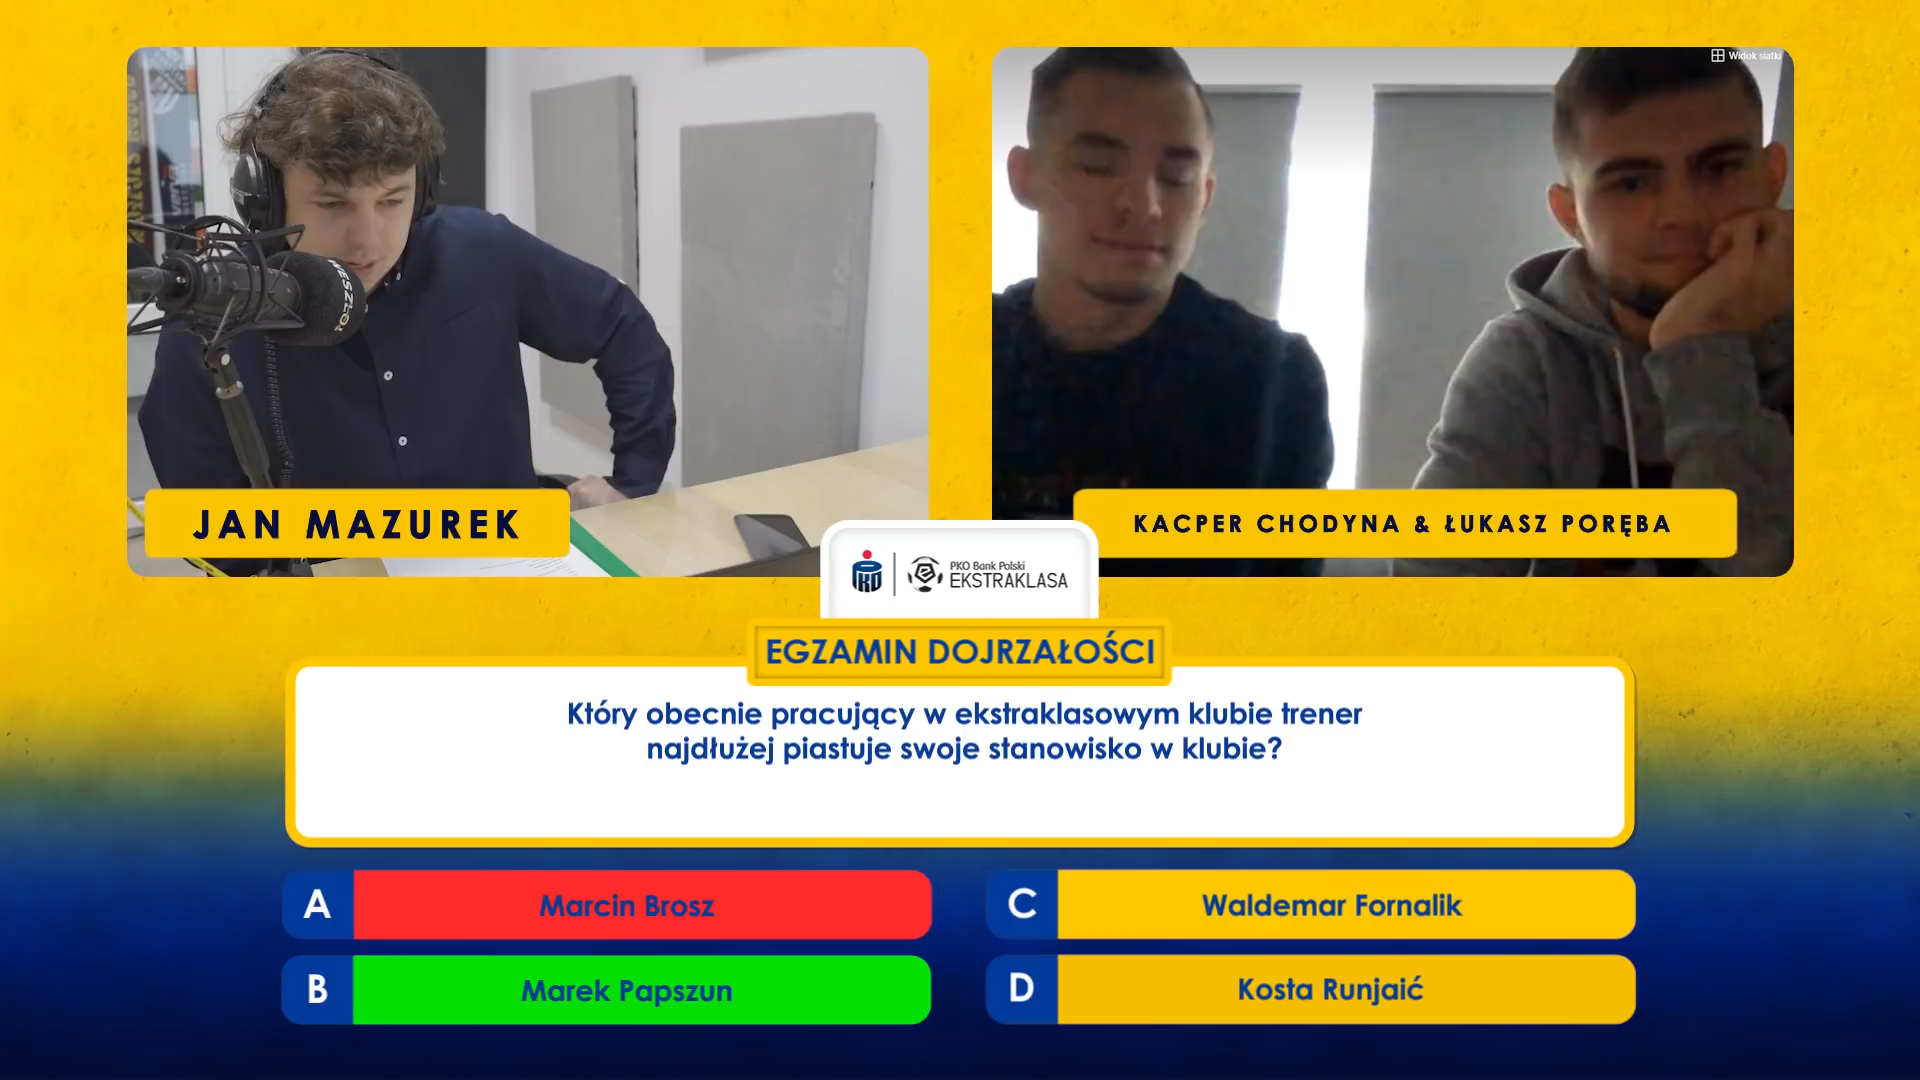 Widok siatki
WESZŁO!
JAN MAZUREK
KACPER CHODYNA & ŁUKASZ PORĘBA
PKO Bank Polski
EKSTRAKLASA
EGZAMIN DOJRZAŁOŚCI
Który obecnie pracujący w ekstraklasowym klubie trener
najdłużej piastuje swoje stanowisko w klubie?
A Marcin Brosz
C Waldemar Fornalik
B Marek Papszun
D Kosta Runjaić